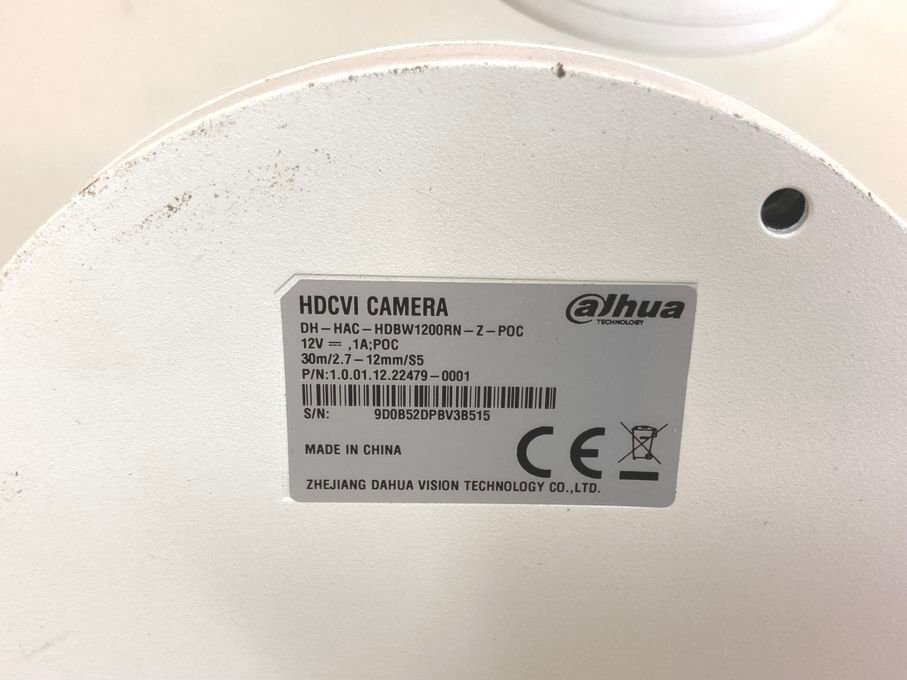 HDCVI CAMERA
alhua
TECHNOLOGY
DH-HAC-HDBW1200RN-Z-POC
12V ⎓ ,1A;POC
30m/2.7-12mm/S5
P/N:1.0.01.12.22479-0001
S/N: 9D0B52DPBV3B515
CE
MADE IN CHINA
ZHEJIANG DAHUA VISION TECHNOLOGY CO.,LTD.